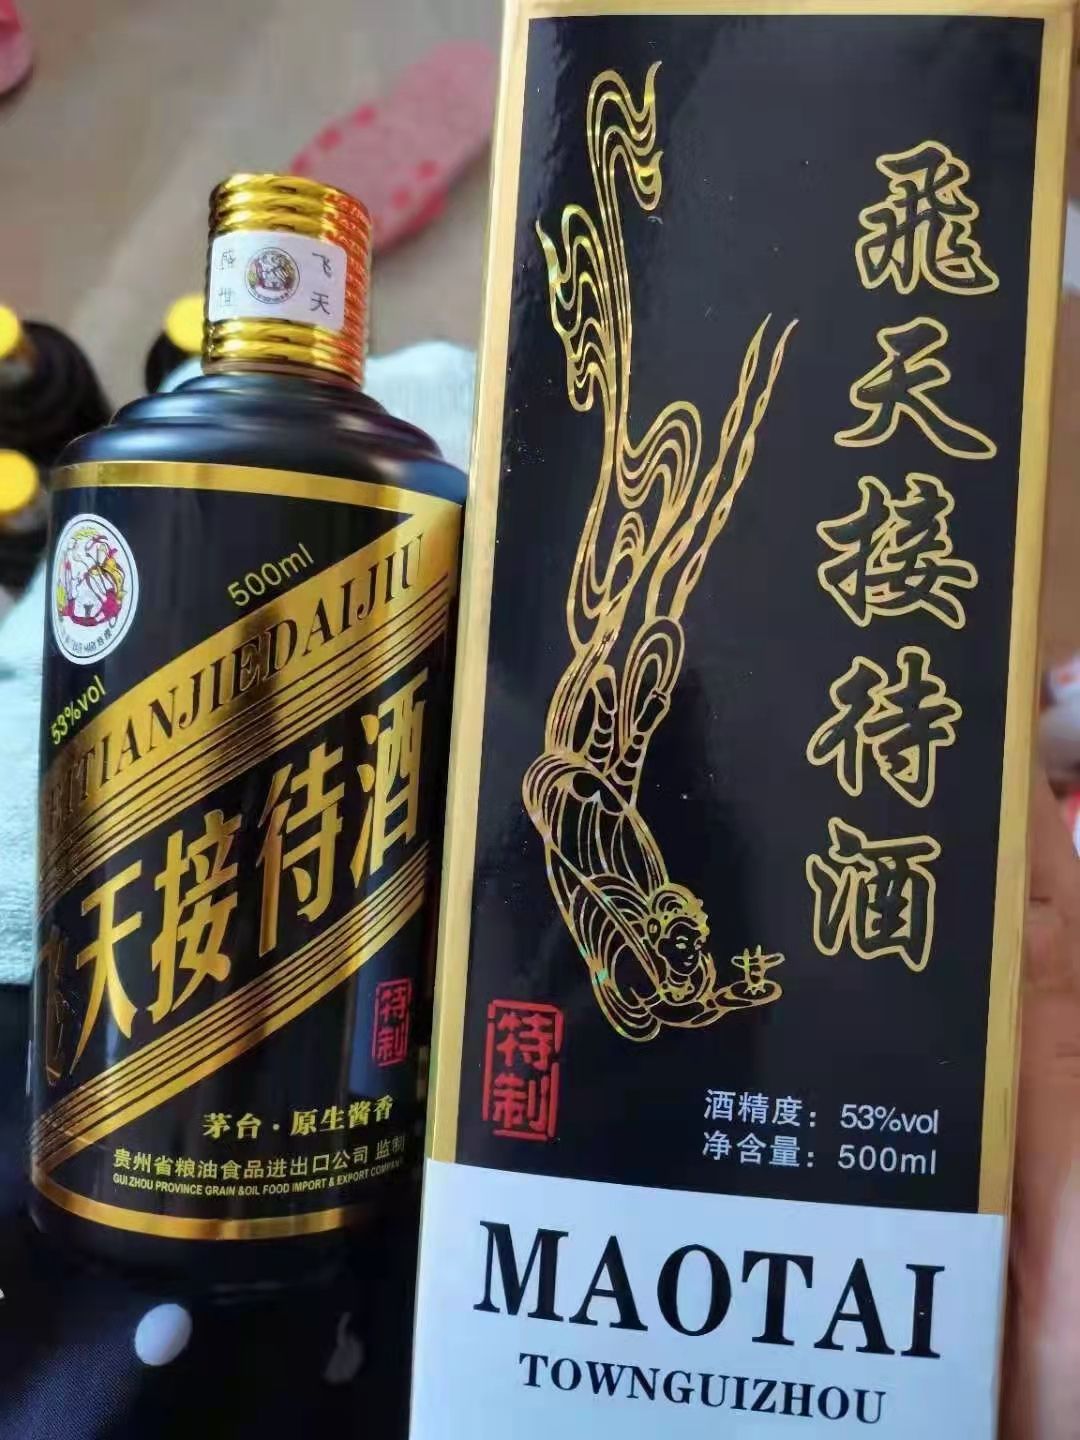 盛世
飞天
500ml
53%vol
ITIANJIEDAIJIU
飞天接待酒
特制
茅台·原生酱香
贵州省粮油食品进出口公司 监制
GUI ZHOU PROVINCE GRAIN &OIL FOOD IMPORT & EXPORT COMPANY
飛天接待酒
特制
酒精度：53%vol
净含量：500ml
MAOTAI
TOWNGUIZHOU